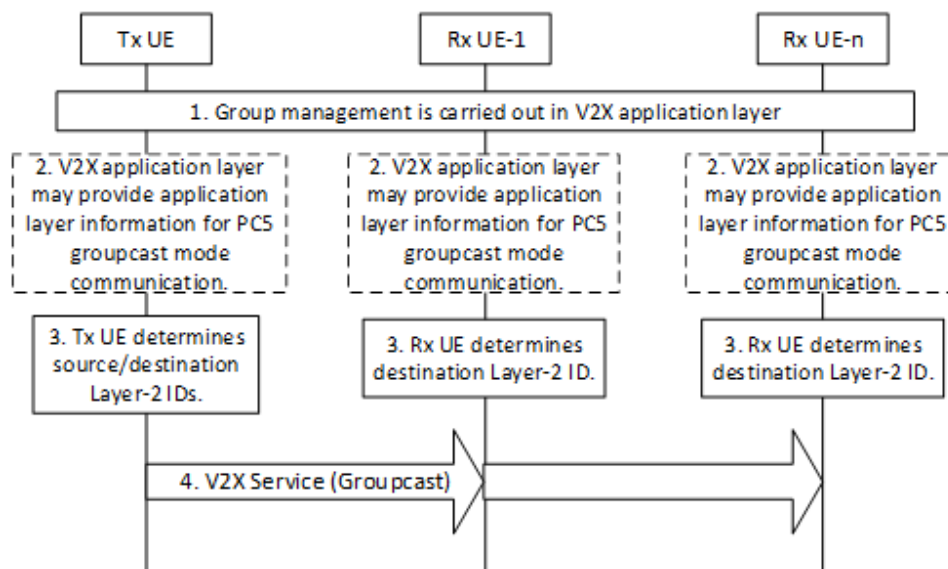 Tx UE
Rx UE-1
Rx UE-n
1. Group management is carried out in V2X application layer
2. V2X application layer
may provide application
layer information for PC5
groupcast mode
communication.
2. V2X application layer
may provide application
layer information for PC5
groupcast mode
communication.
2. V2X application layer
may provide application
layer information for PC5
groupcast mode
communication.
3. Tx UE determines
source/destination
Layer-2 IDs.
3. Rx UE determines
destination Layer-2 ID.
3. Rx UE determines
destination Layer-2 ID.
4. V2X Service (Groupcast)